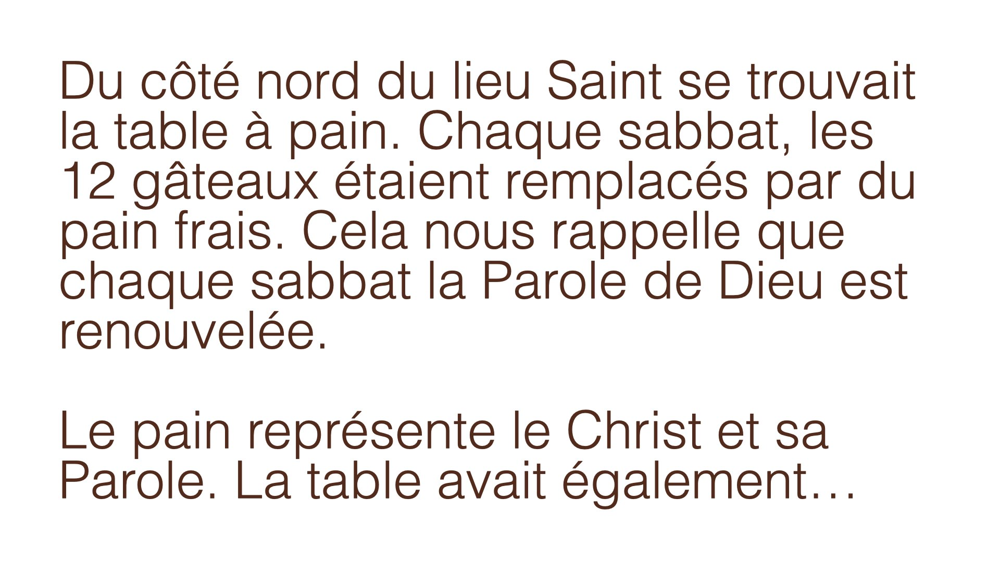 Du côté nord du lieu Saint se trouvait
la table à pain. Chaque sabbat, les
12 gâteaux étaient remplacés par du
pain frais. Cela nous rappelle que
chaque sabbat la Parole de Dieu est
renouvelée.
Le pain représente le Christ et sa
Parole. La table avait également…